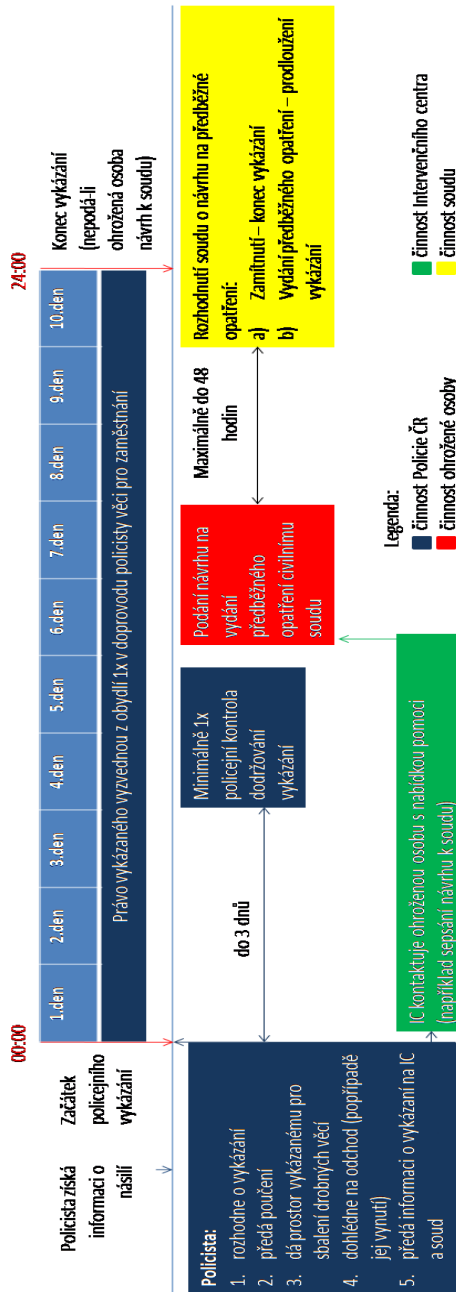 00:00
24:00
Policista získá
informaci o
násilí
Začátek
policejního
vykázání
1.den
2.den
3.den
4.den
5.den
6.den
7.den
8.den
9.den
10.den
Právo vykázaného vyzvednou z obydlí 1x v doprovodu policisty věci pro zaměstnání
Konec vykázání
(nepodá-li
ohrožená osoba
návrh k soudu)
Policista:
1. rozhodne o vykázání
2. předá poučení
3. dá prostor vykázanému pro
sbalení drobných věcí
4. dohlédne na odchod (popřípadě
jej vynutí)
5. předá informaci o vykázaní na IC
a soud
do 3 dnů
Minimálně 1x
policejní kontrola
dodržování
vykázání
Podání návrhu na
vydání
předběžného
opatření civilnímu
soudu
Maximálně do 48
hodin
Rozhodnutí soudu o návrhu na předběžné
opatření:
a) Zamítnutí – konec vykázání
b) Vydání předběžného opatření – prodloužení
vykázání
IC kontaktuje ohroženou osobu s nabídkou pomoci
(například sepsání návrhu k soudu)
Legenda:
činnost Policie ČR
činnost ohrožené osoby
činnost Intervenčního centra
činnost soudu